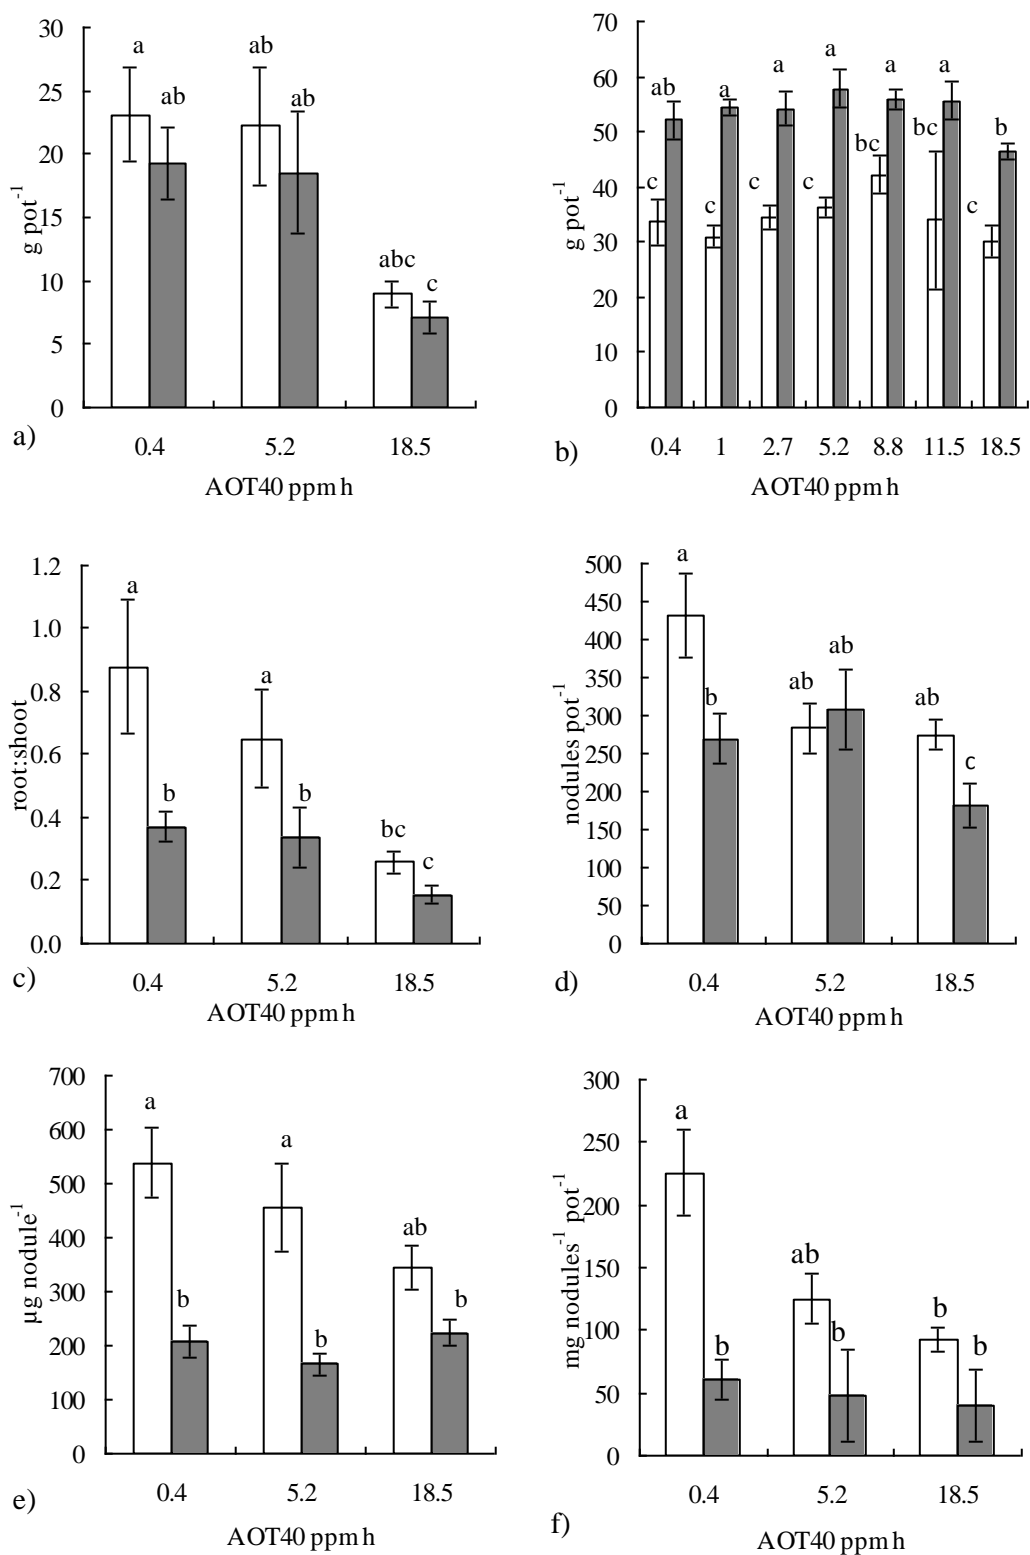 30
25
20
15
10
5
0
g pot⁻¹
a
ab
ab
ab
abc
c
0.4 5.2 18.5
AOT40 ppm h
a)
70
60
50
40
30
20
10
0
g pot⁻¹
c
ab
c
a
c
a
c
a
bc
a
bc
a
c
b
0.4 1 2.7 5.2 8.8 11.5 18.5
AOT40 ppm h
b)
1.2
1.0
0.8
0.6
0.4
0.2
0.0
root:shoot
a
b
a
b
bc
c
0.4 5.2 18.5
AOT40 ppm h
c)
500
450
400
350
300
250
200
150
100
50
0
nodules pot⁻¹
a
b
ab
ab
ab
c
0.4 5.2 18.5
AOT40 ppm h
d)
700
600
500
400
300
200
100
0
µg nodule⁻¹
a
b
a
b
ab
b
0.4 5.2 18.5
AOT40 ppm h
e)
300
250
200
150
100
50
0
mg nodules⁻¹ pot⁻¹
a
b
ab
b
b
b
0.4 5.2 18.5
AOT40 ppm h
f)